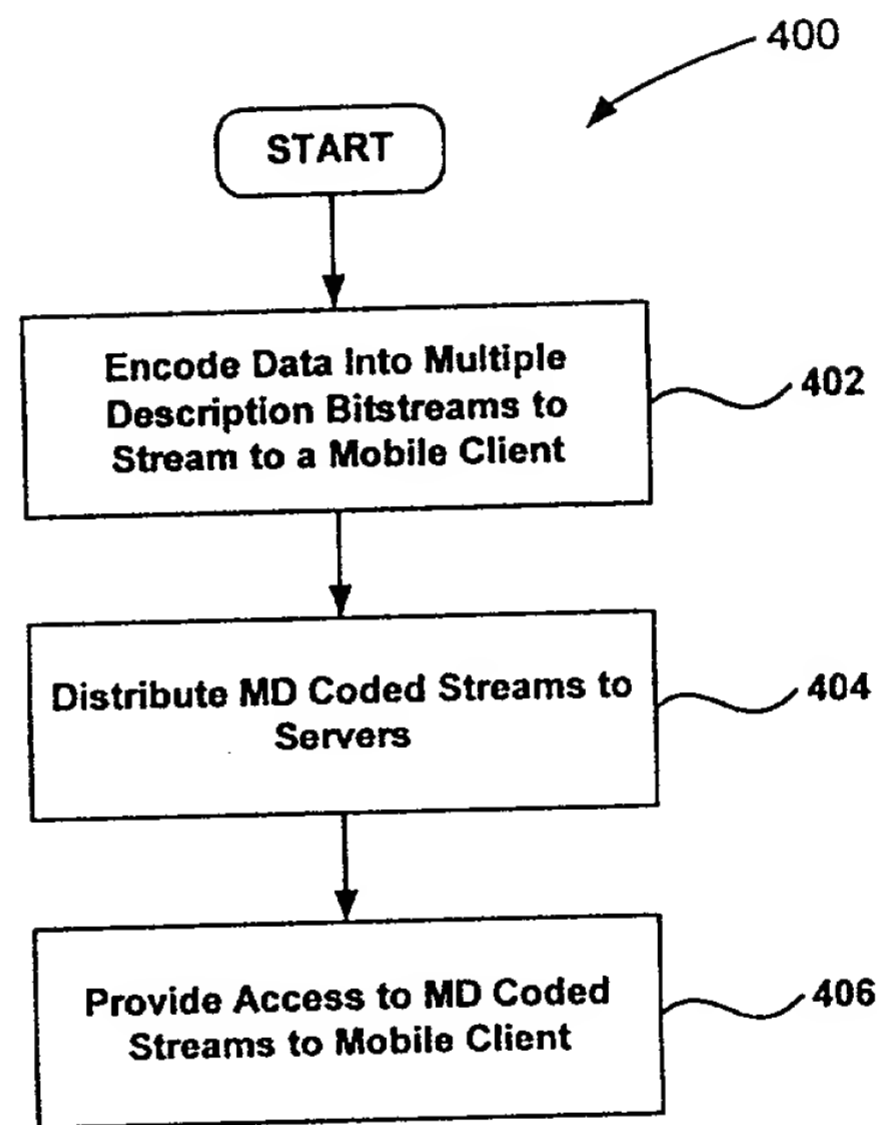 400
START
Encode Data Into Multiple
Description Bitstreams to
Stream to a Mobile Client
402
Distribute MD Coded Streams to
Servers
404
Provide Access to MD Coded
Streams to Mobile Client
406